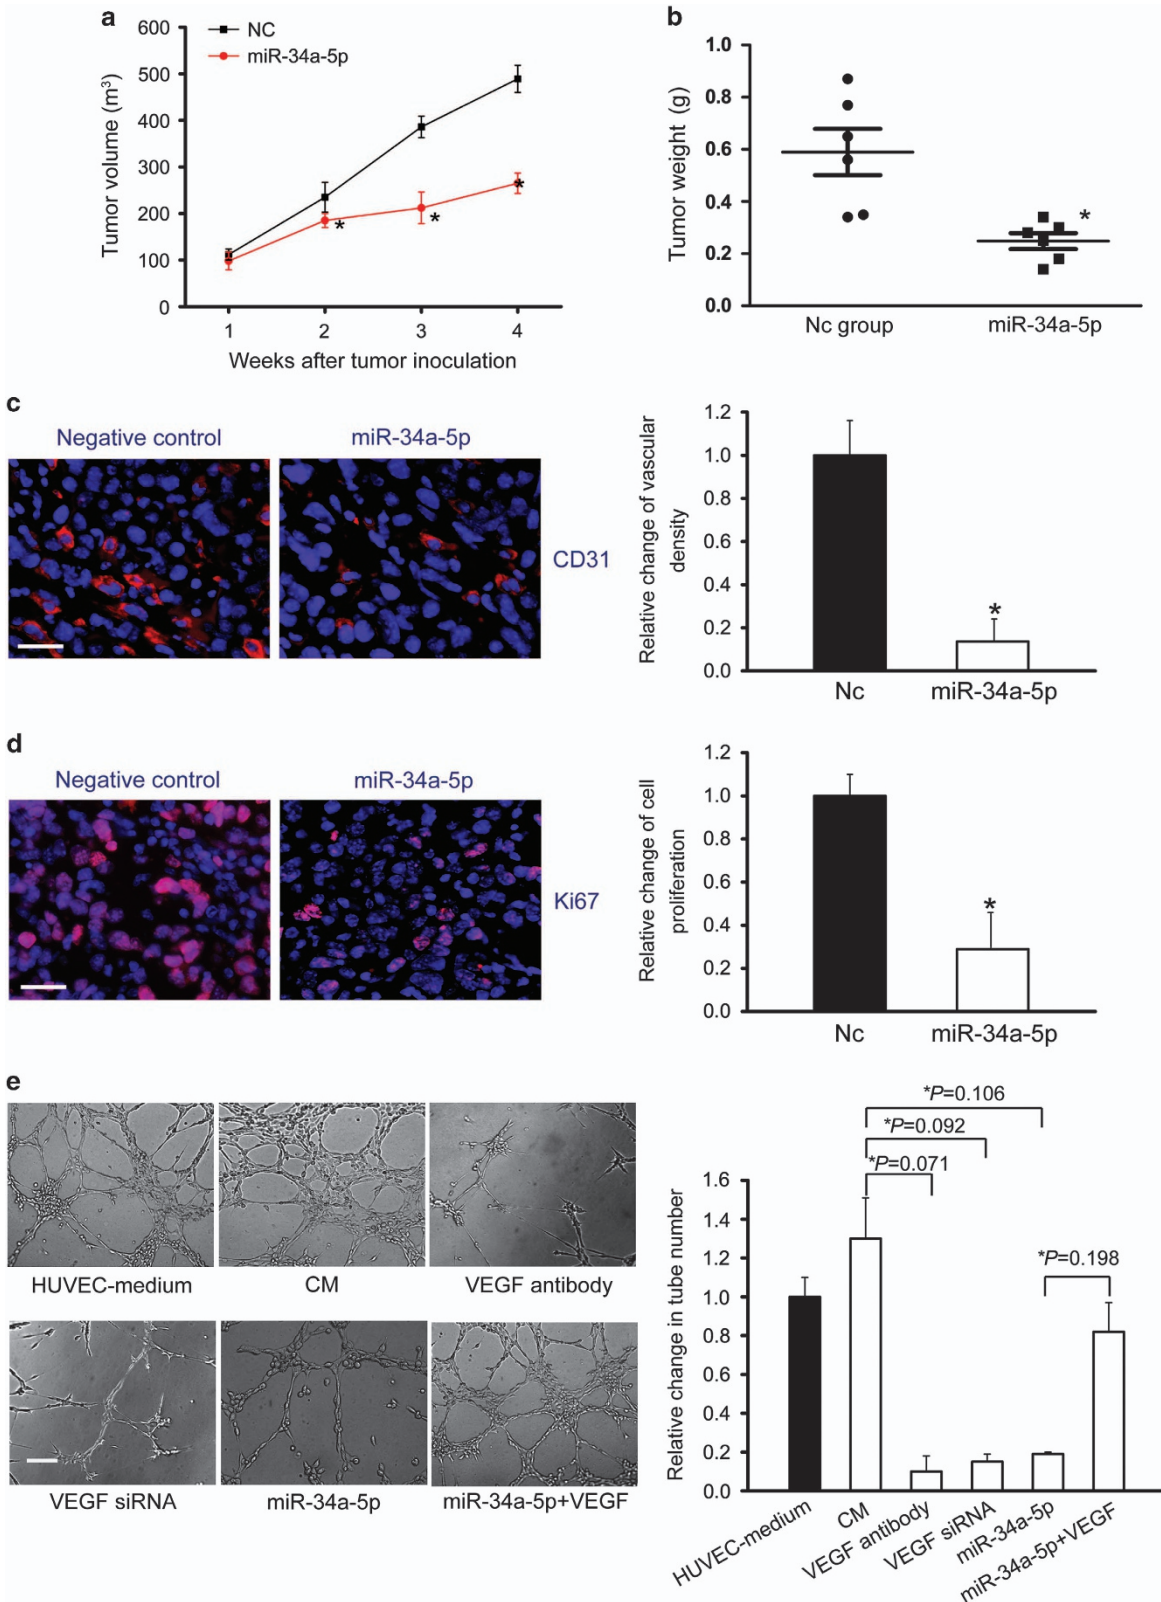 a
600
500
400
300
200
100
0
Tumor volume (m³)
NC
miR-34a-5p
*
*
*
1 2 3 4
Weeks after tumor inoculation
b
1.0
0.8
0.6
0.4
0.2
0.0
Tumor weight (g)
*
Nc group miR-34a-5p
c
Negative control miR-34a-5p
CD31
1.2
1.0
0.8
0.6
0.4
0.2
0.0
Relative change of vascular
density
*
Nc miR-34a-5p
d
Negative control miR-34a-5p
Ki67
1.2
1.0
0.8
0.6
0.4
0.2
0.0
Relative change of cell
proliferation
*
Nc miR-34a-5p
e
HUVEC-medium CM VEGF antibody
VEGF siRNA miR-34a-5p miR-34a-5p+VEGF
*P=0.106
*P=0.092
*P=0.071
*P=0.198
1.6
1.4
1.2
1.0
0.8
0.6
0.4
0.2
0.0
Relative change in tube number
HUVEC-medium
CM
VEGF antibody
VEGF siRNA
miR-34a-5p
miR-34a-5p+VEGF